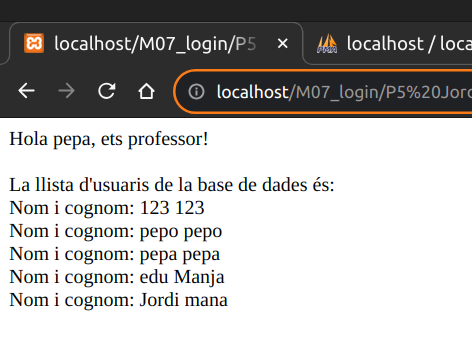 localhost/M07_login/P5
localhost / loca
localhost/M07_login/P5%20Jord
Hola pepa, ets professor!
La llista d'usuaris de la base de dades és:
Nom i cognom: 123 123
Nom i cognom: pepo pepo
Nom i cognom: pepa pepa
Nom i cognom: edu Manja
Nom i cognom: Jordi mana